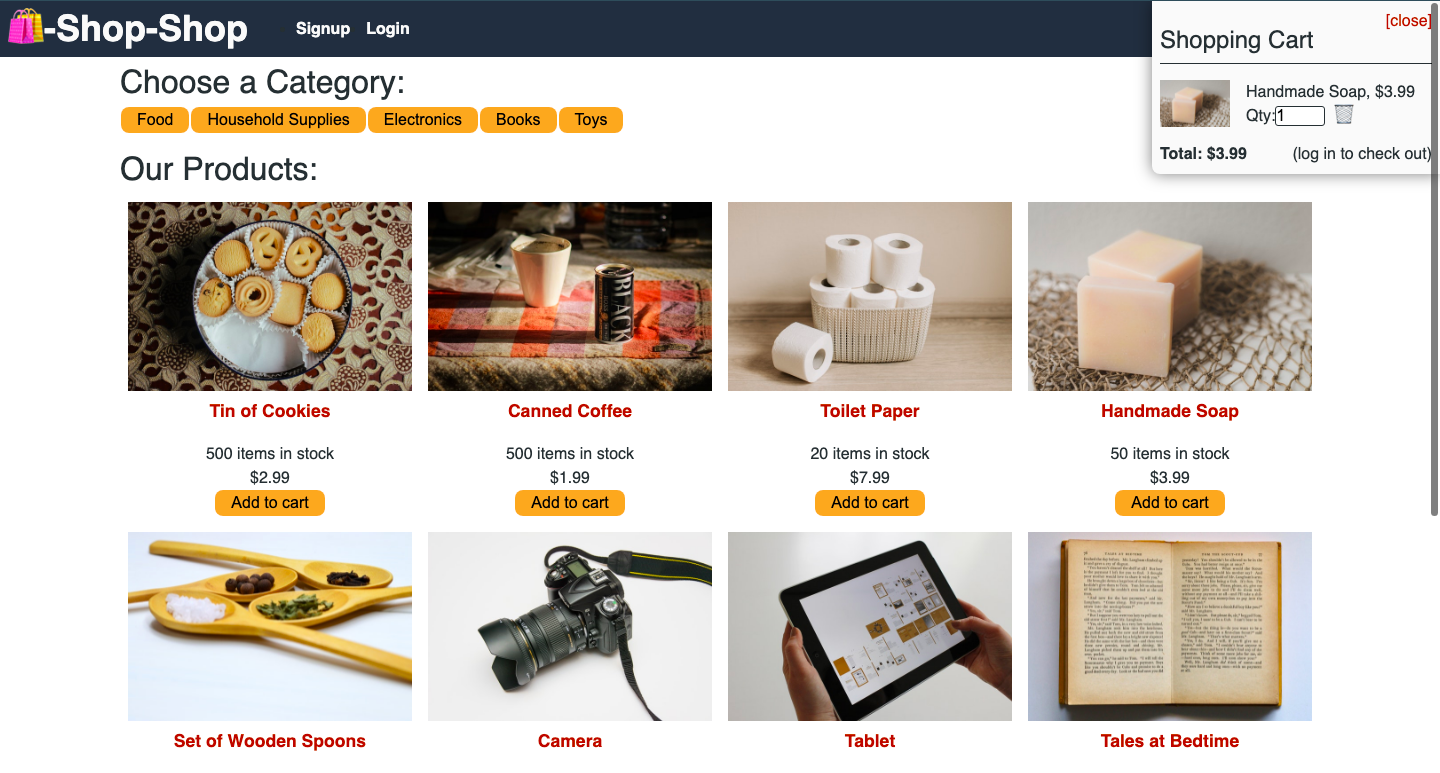 -Shop-Shop
Signup Login
[close]
Shopping Cart
Handmade Soap, $3.99
Qty:1
Total: $3.99 (log in to check out)
Choose a Category:
Food Household Supplies Electronics Books Toys
Our Products:
BLACK
Tin of Cookies Canned Coffee Toilet Paper Handmade Soap
500 items in stock 500 items in stock 20 items in stock 50 items in stock
$2.99 $1.99 $7.99 $3.99
Add to cart Add to cart Add to cart Add to cart
Set of Wooden Spoons Camera Tablet Tales at Bedtime